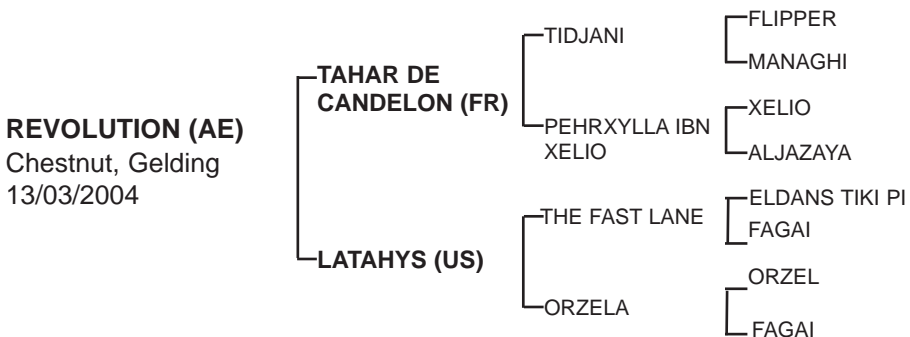 REVOLUTION (AE)
Chestnut, Gelding
13/03/2004
TAHAR DE
CANDELON (FR)
LATAHYS (US)
TIDJANI
PEHRXYLLA IBN
XELIO
THE FAST LANE
ORZELA
FLIPPER
MANAGHI
XELIO
ALJAZAYA
ELDANS TIKI PI
FAGAI
ORZEL
FAGAI